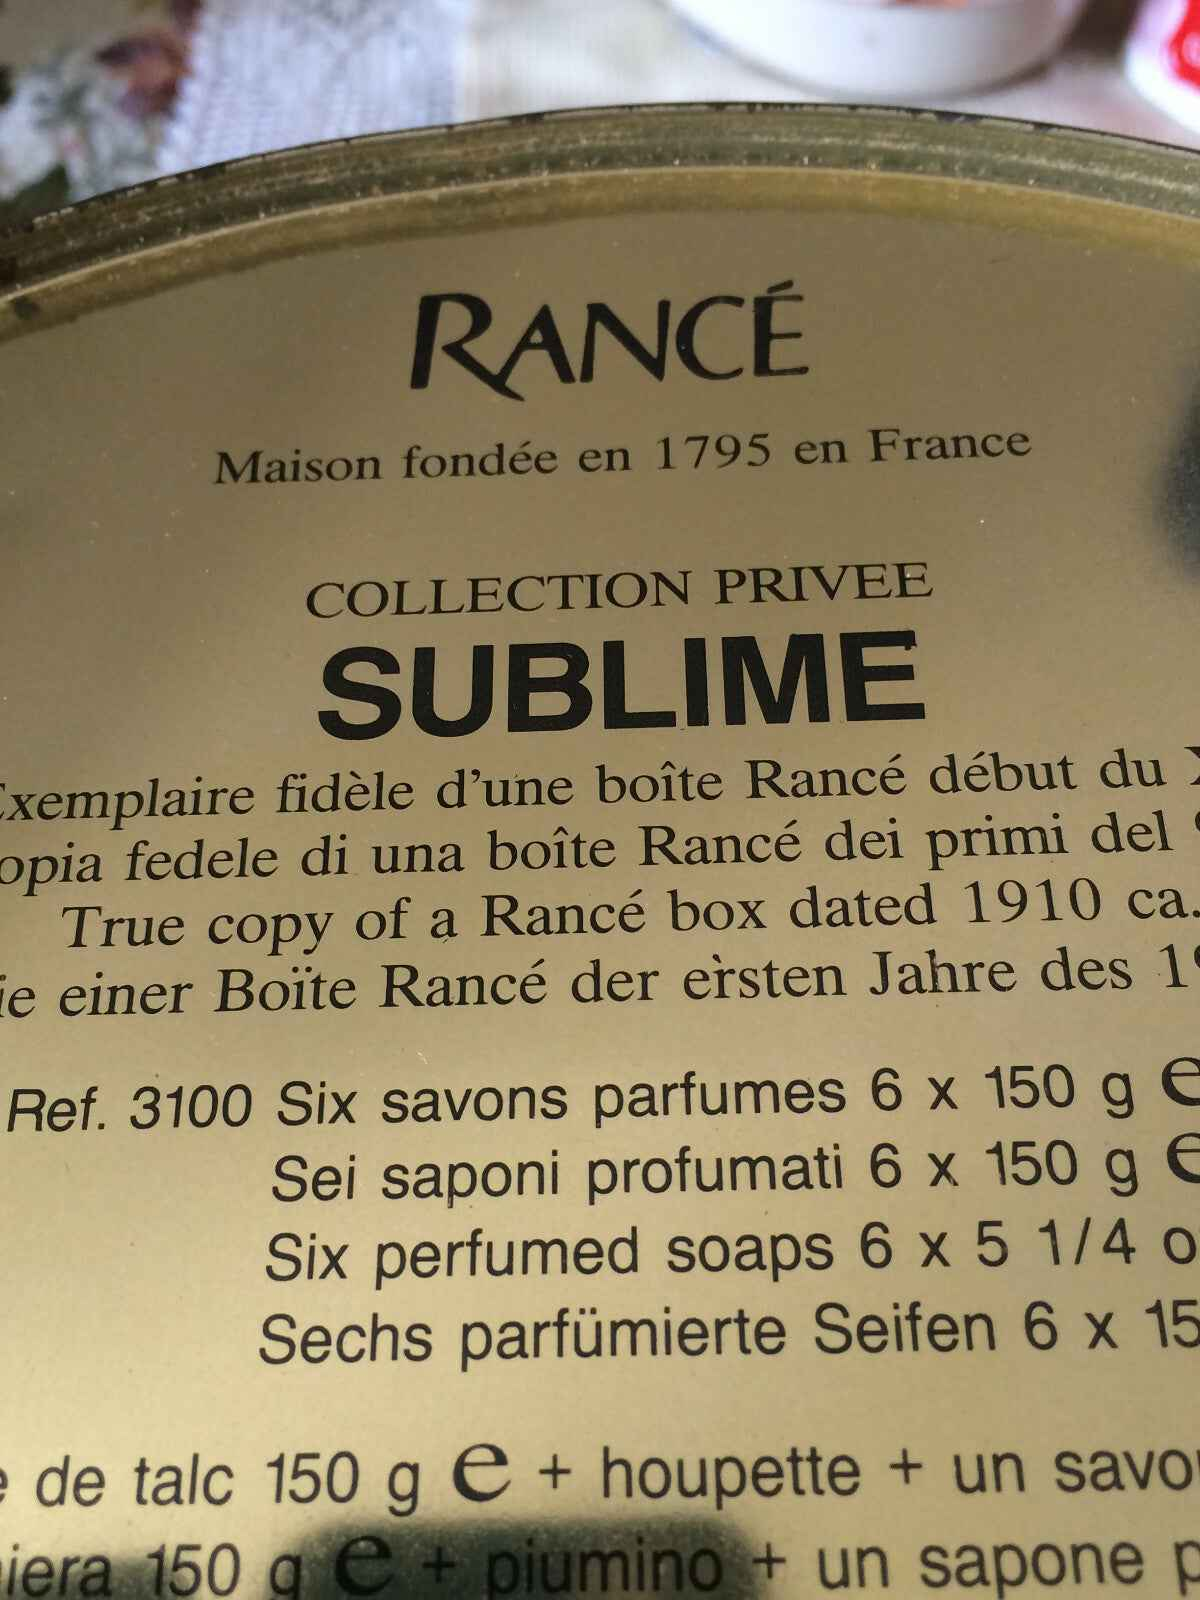 RANCÉ
Maison fondée en 1795 en France
COLLECTION PRIVEE
SUBLIME
Exemplaire fidèle d'une boîte Rancé début du
fedele di una boîte Rancé dei primi del
True copy of a Rancé box dated 1910 ca.
einer Boïte Rancé der ersten Jahre des
Ref. 3100 Six savons parfumes 6 x 150 g e
Sei saponi profumati 6 x 150 g e
Six perfumed soaps 6 x 5 1/4
Sechs parfümierte Seifen 6 x
de talc 150 g e + houpette + un
150 g e + piumino + un sapone